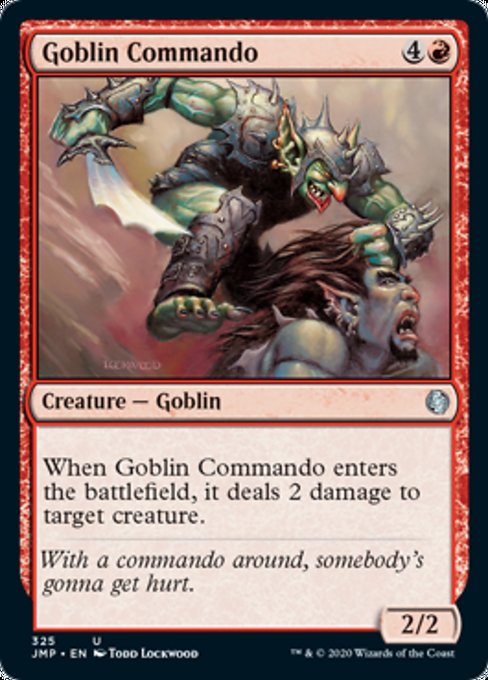 Goblin Commando 4
LOCKWOOD
Creature — Goblin
When Goblin Commando enters
the battlefield, it deals 2 damage to
target creature.
With a commando around, somebody's
gonna get hurt.
2/2
325 U
JMP • EN Todd Lockwood ™ & © 2020 Wizards of the Coast